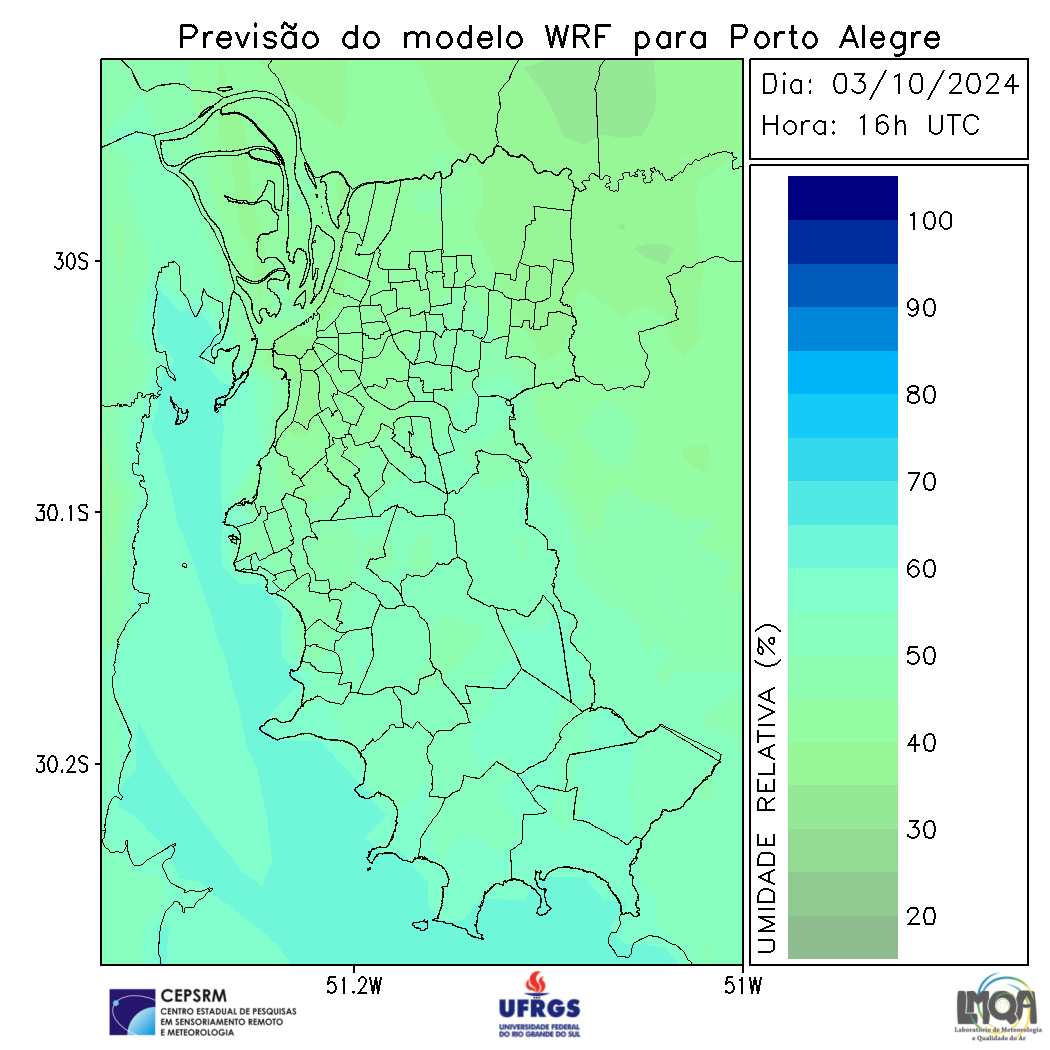 Previsão do modelo WRF para Porto Alegre
Dia: 03/10/2024
Hora: 16h UTC
30S
30.1S
30.2S
51.2W
51W
UMIDADE RELATIVA (%)
100
90
80
70
60
50
40
30
20
CEPSRM
CENTRO ESTADUAL DE PESQUISAS
EM SENSORIAMENTO REMOTO
E METEOROLOGIA
UFRGS
UNIVERSIDADE FEDERAL
DO RIO GRANDE DO SUL
LMQA
Laboratório de Meteorologia
e Qualidade do Ar